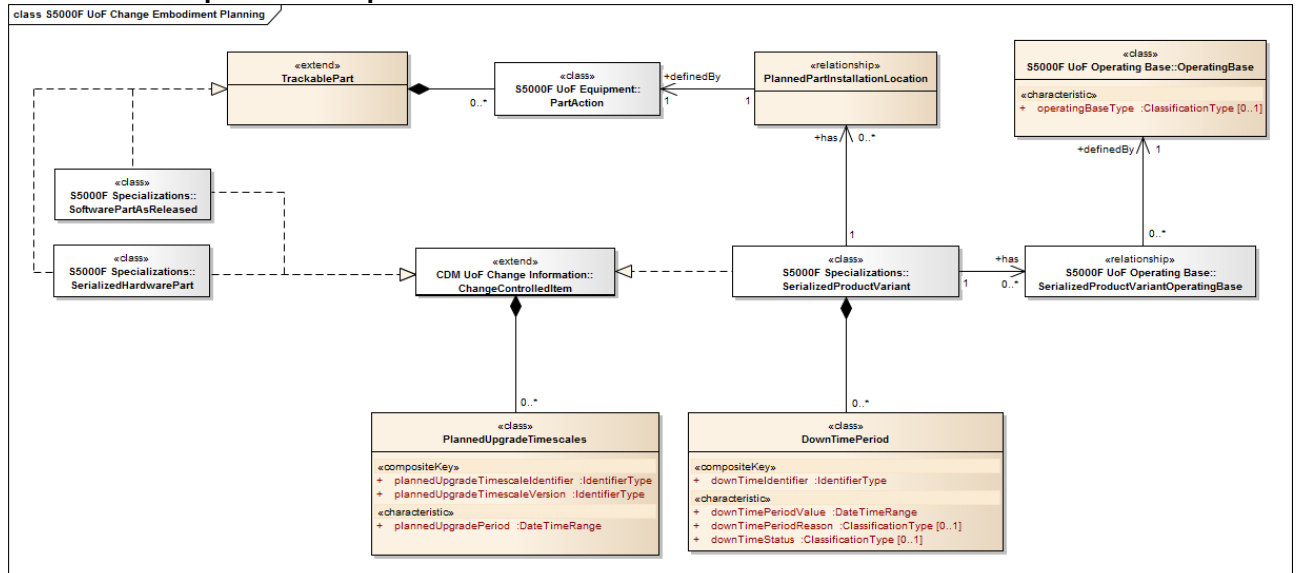 class S5000F UoF Change Embodiment Planning
«extend»
TrackablePart
0..*
«class»
S5000F UoF Equipment::
PartAction
+definedBy
1
1
«relationship»
PlannedPartInstallationLocation
+has
0..*
1
«class»
S5000F UoF Operating Base::OperatingBase
«characteristic»
+ operatingBaseType :ClassificationType [0..1]
+definedBy
1
0..*
«class»
S5000F Specializations::
SoftwarePartAsReleased
«class»
S5000F Specializations::
SerializedHardwarePart
«extend»
CDM UoF Change Information::
ChangeControlledItem
0..*
«class»
S5000F Specializations::
SerializedProductVariant
1
+has
0..*
«relationship»
S5000F UoF Operating Base::
SerializedProductVariantOperatingBase
0..*
«class»
PlannedUpgradeTimescales
«compositeKey»
+ plannedUpgradeTimescaleIdentifier :IdentifierType
+ plannedUpgradeTimescaleVersion :IdentifierType
«characteristic»
+ plannedUpgradePeriod :DateTimeRange
«class»
DownTimePeriod
«compositeKey»
+ downTimeIdentifier :IdentifierType
«characteristic»
+ downTimePeriodValue :DateTimeRange
+ downTimePeriodReason :ClassificationType [0..1]
+ downTimeStatus :ClassificationType [0..1]